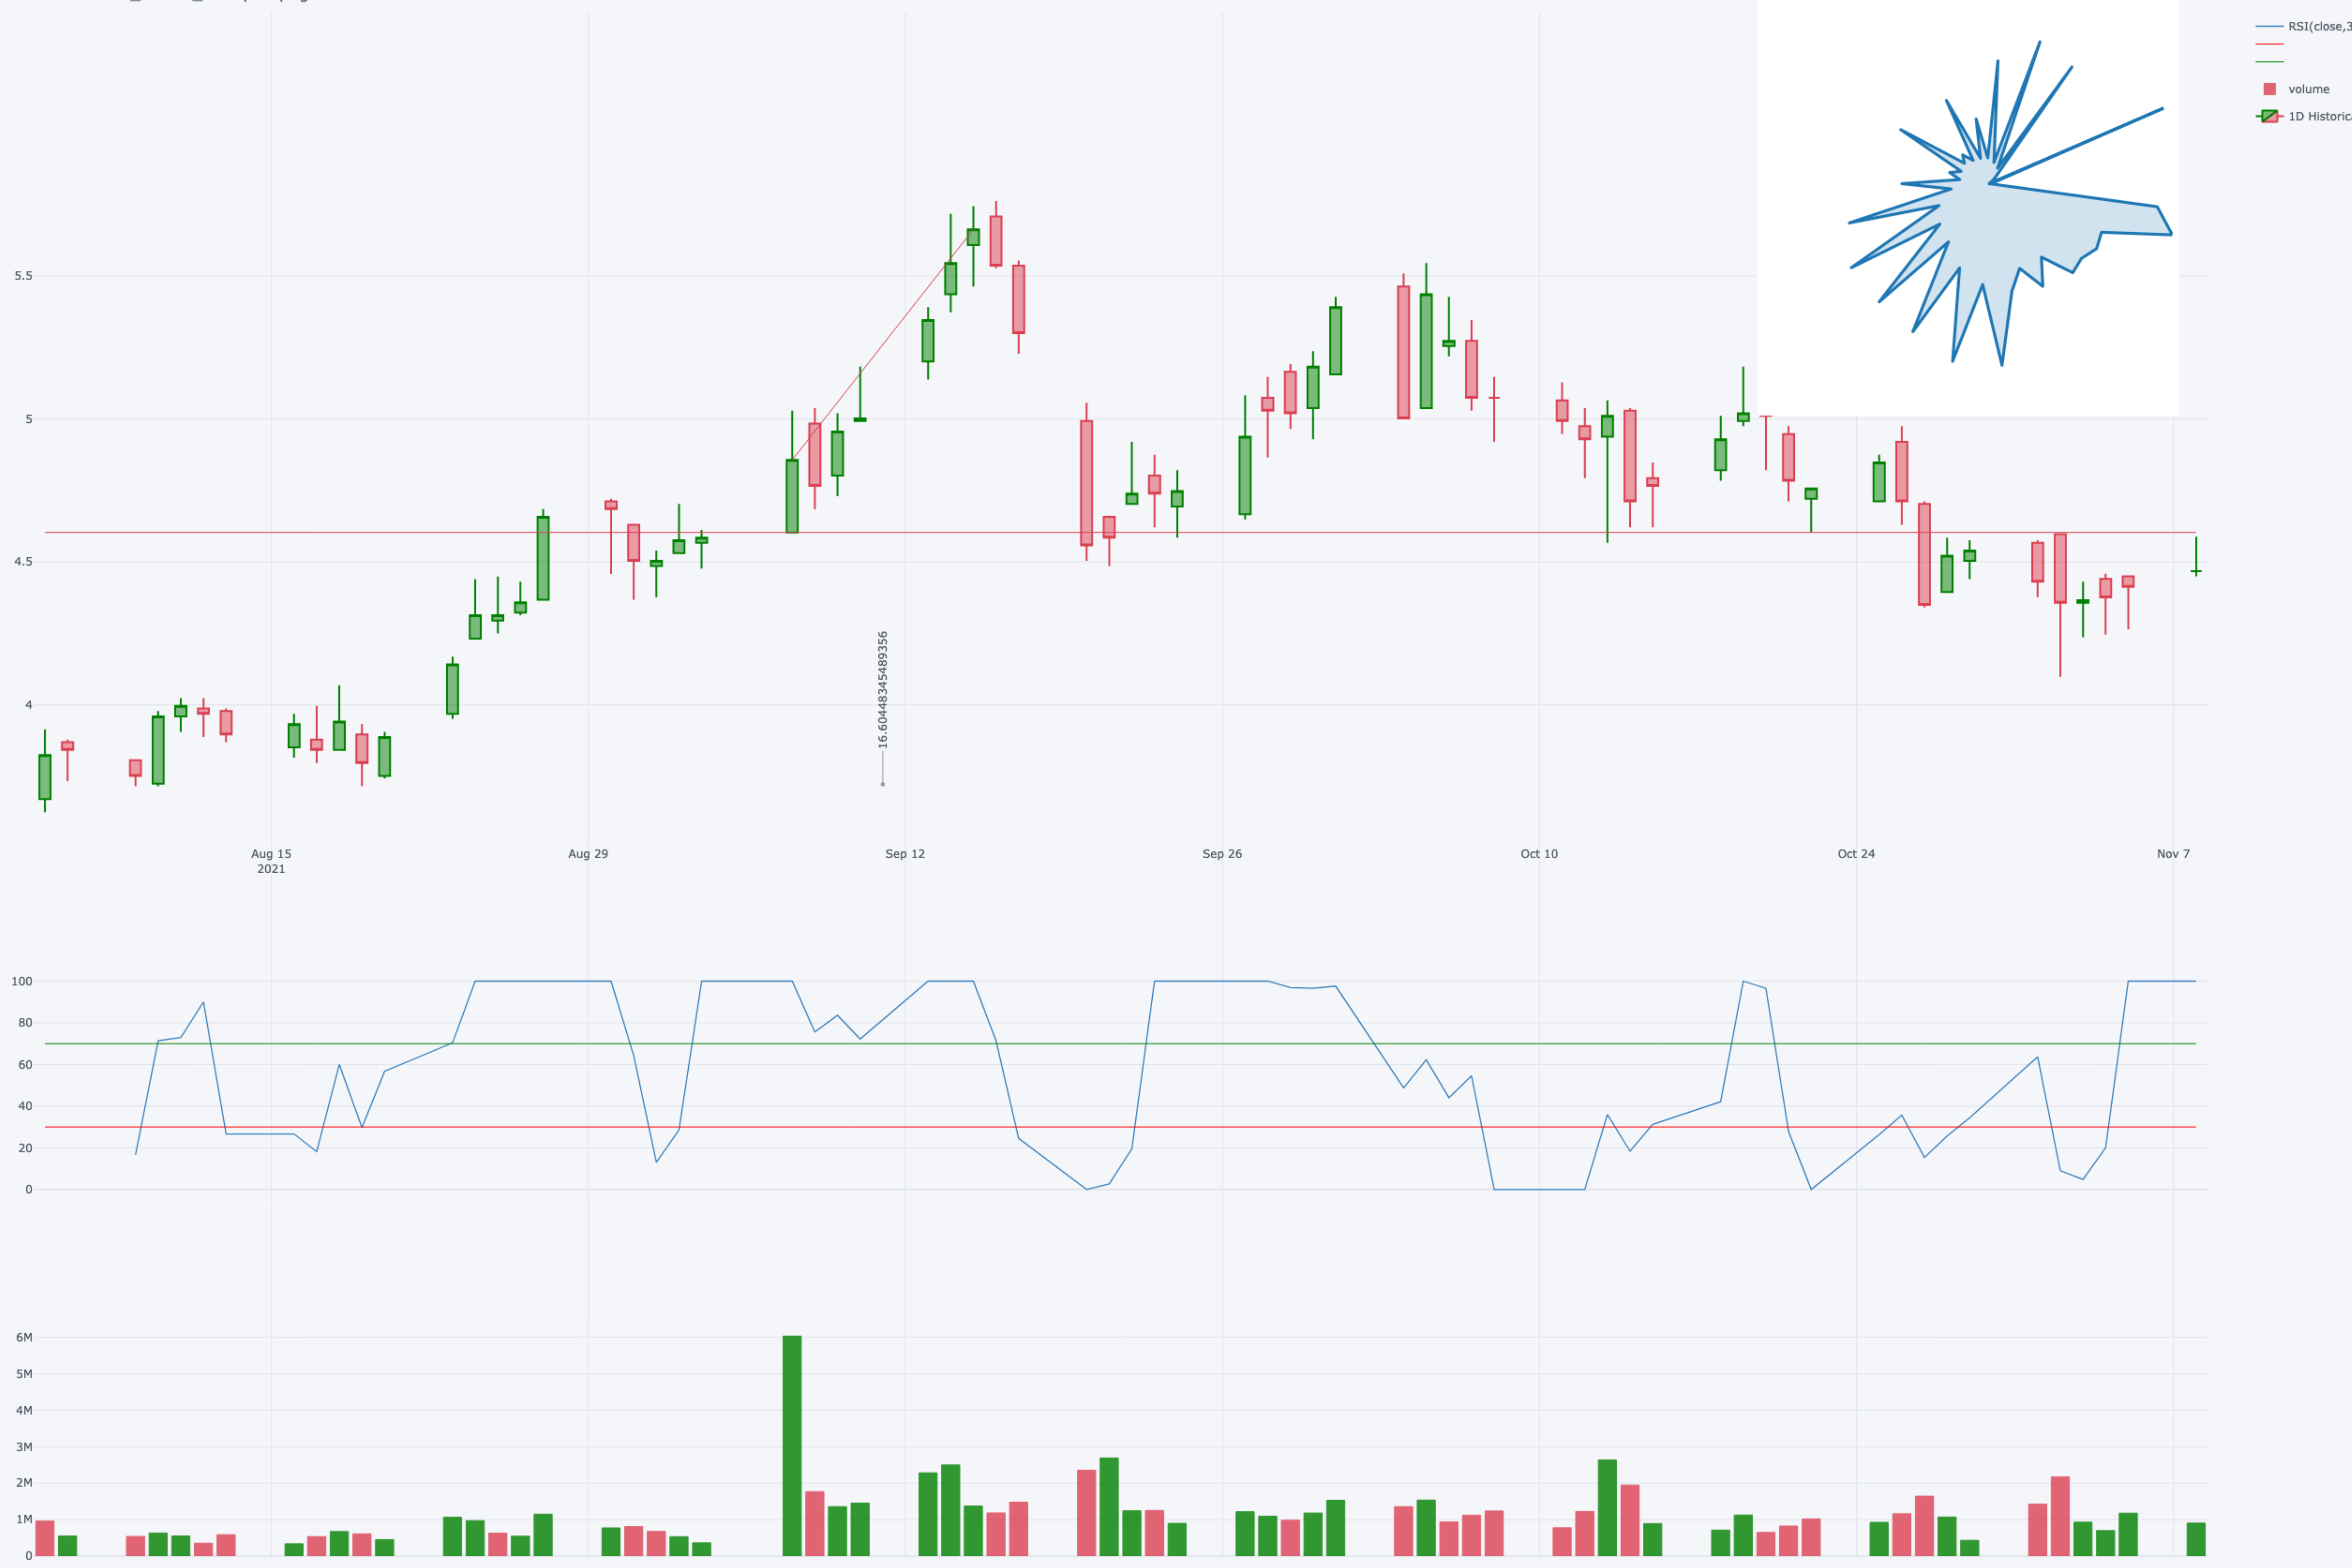 RSI(close,3
volume
1D Historic
5.5
5
4.5
4
16.604483454893​56
Aug 15
2021
Aug 29
Sep 12
Sep 26
Oct 10
Oct 24
Nov 7
100
80
60
40
20
0
6M
5M
4M
3M
2M
1M
0